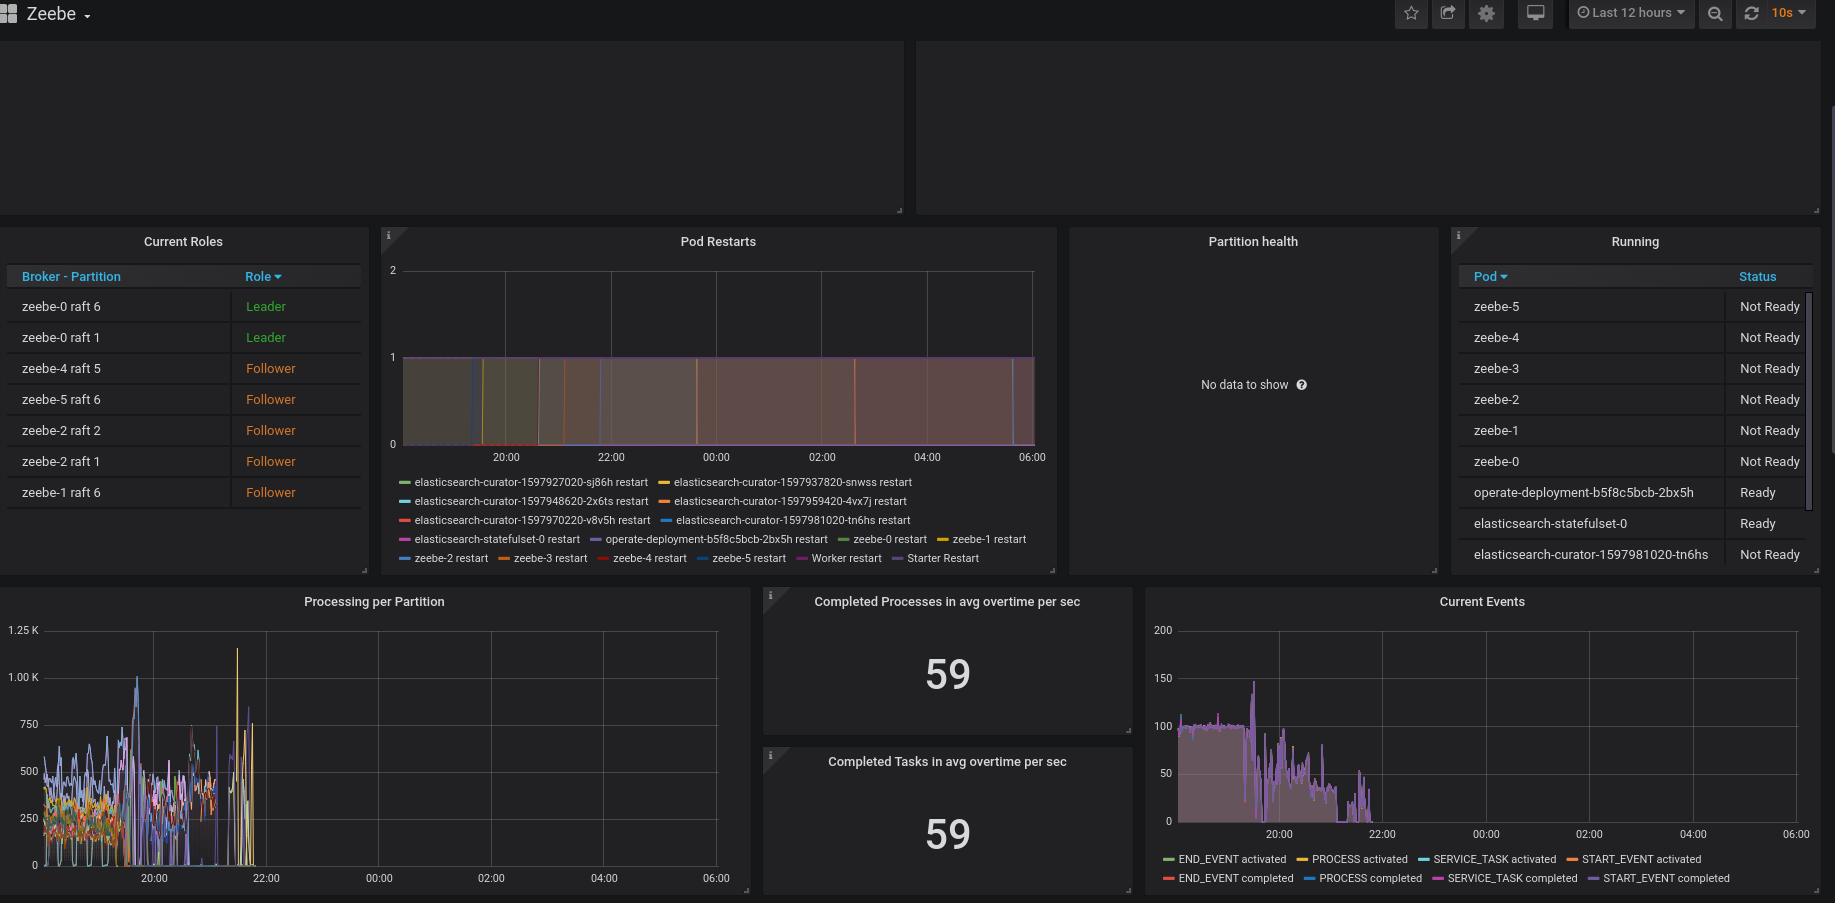 Zeebe
Last 12 hours 10s
Current Roles
Broker - Partition Role
zeebe-0 raft 6 Leader
zeebe-0 raft 1 Leader
zeebe-4 raft 5 Follower
zeebe-5 raft 6 Follower
zeebe-2 raft 2 Follower
zeebe-2 raft 1 Follower
zeebe-1 raft 6 Follower
i
Pod Restarts
2
1
0
20:00 22:00 00:00 02:00 04:00 06:00
elasticsearch-curator-1597927020-sj86h restart elasticsearch-curator-1597937820-snwss restart
elasticsearch-curator-1597948620-2x6ts restart elasticsearch-curator-1597959420-4vx7j restart
elasticsearch-curator-1597970220-v8v5h restart elasticsearch-curator-1597981020-tn6hs restart
elasticsearch-statefulset-0 restart operate-deployment-b5f8c5bcb-2bx5h restart zeebe-0 restart zeebe-1 restart
zeebe-2 restart zeebe-3 restart zeebe-4 restart zeebe-5 restart Worker restart Starter Restart
Partition health
No data to show ?
i
Running
Pod Status
zeebe-5 Not Ready
zeebe-4 Not Ready
zeebe-3 Not Ready
zeebe-2 Not Ready
zeebe-1 Not Ready
zeebe-0 Not Ready
operate-deployment-b5f8c5bcb-2bx5h Ready
elasticsearch-statefulset-0 Ready
elasticsearch-curator-1597981020-tn6hs Not Ready
Processing per Partition
1.25 K
1.00 K
750
500
250
0
20:00 22:00 00:00 02:00 04:00 06:00
i
Completed Processes in avg overtime per sec
59
i
Completed Tasks in avg overtime per sec
59
Current Events
200
150
100
50
0
20:00 22:00 00:00 02:00 04:00 06:00
END_EVENT activated PROCESS activated SERVICE_TASK activated START_EVENT activated
END_EVENT completed PROCESS completed SERVICE_TASK completed START_EVENT completed